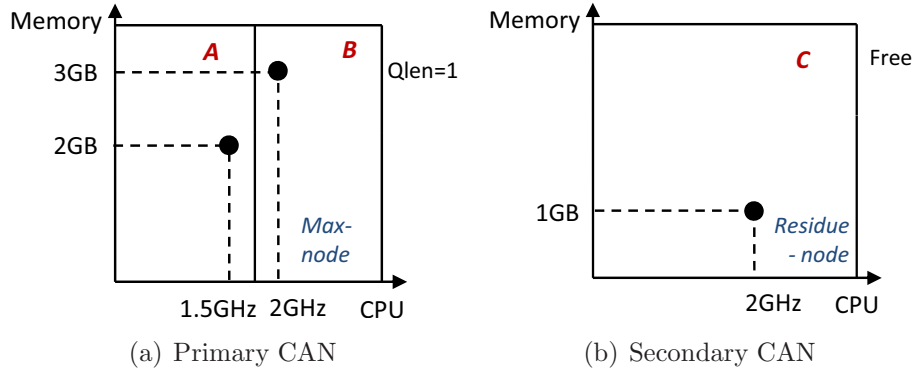 Memory
A
B
3GB
Qlen=1
2GB
Max-
node
1.5GHz
2GHz
CPU
(a) Primary CAN
Memory
C
Free
1GB
Residue
- node
2GHz
CPU
(b) Secondary CAN